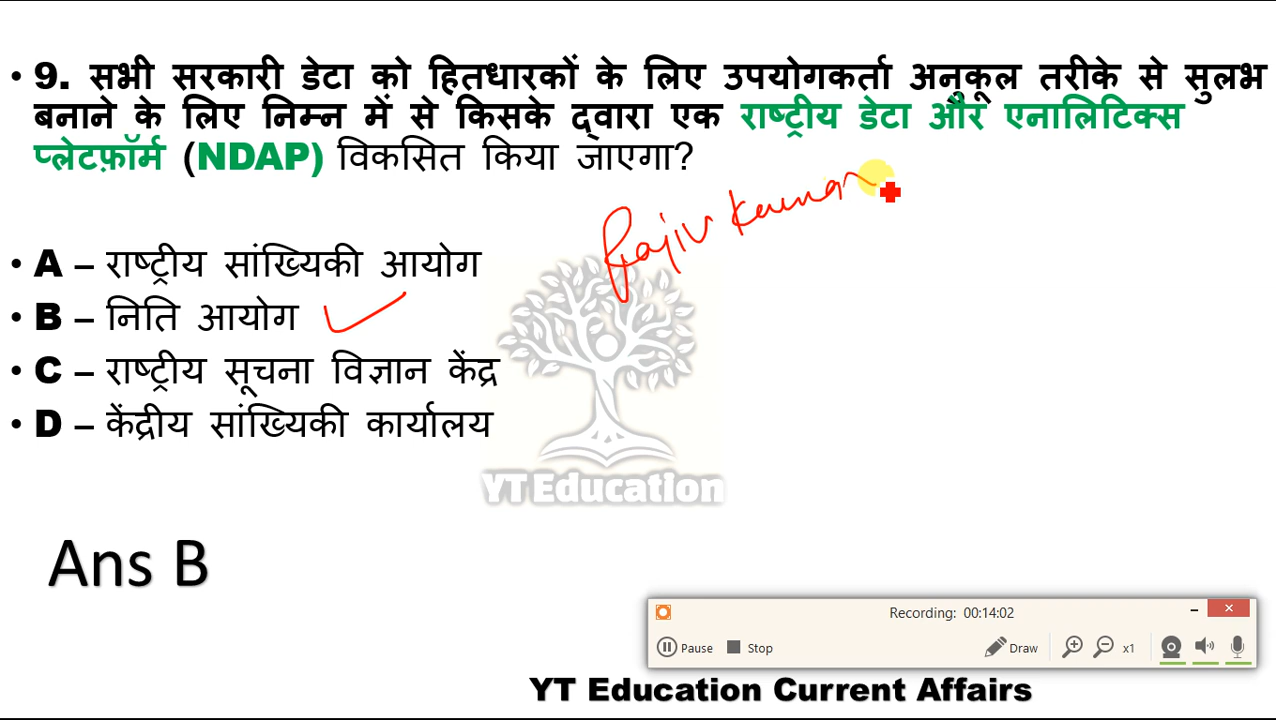 • 9. सभी सरकारी डेटा को हितधारकों के लिए उपयोगकर्ता अनुकूल तरीके से सुलभ
बनाने के लिए निम्न में से किसके द्वारा एक राष्ट्रीय डेटा और एनालिटिक्स
प्लेटफ़ॉर्म (NDAP) विकसित किया जाएगा?
Rajiv Kumar
• A – राष्ट्रीय सांख्यिकी आयोग
• B – निति आयोग
• C – राष्ट्रीय सूचना विज्ञान केंद्र
• D – केंद्रीय सांख्यिकी कार्यालय
YT Education
Ans B
Recording: 00:14:02
Pause Stop Draw x1
YT Education Current Affairs